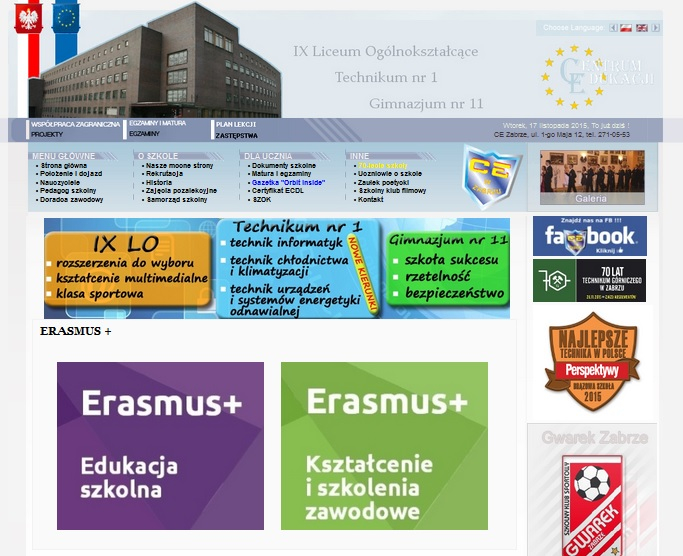 Choose Language:
IX Liceum Ogólnokształcące
Technikum nr 1
Gimnazjum nr 11
CENTRUM
EDUKACJI
WSPÓŁPRACA ZAGRANICZNA
PROJEKTY
EGZAMINY I MATURA
EGZAMINY
PLAN LEKCJI
ZASTĘPSTWA
Wtorek, 17 listopada 2015. To już dziś !
CE Zabrze, ul. 1-go Maja 12, tel. 271-05-53
MENU GŁÓWNE
Strona główna
Położenie i dojazd
Nauczyciele
Pedagog szkolny
Doradca zawodowy
O SZKOLE
Nasze mocne strony
Rekrutacja
Historia
Zajęcia pozalekcyjne
Samorząd szkolny
DLA UCZNIA
Dokumenty szkolne
Matura i egzaminy
Gazetka "Orbit Inside"
Certyfikat ECDL
SZOK
INNE
70-lecie szkoły
Uczniowie o szkole
Zaułek poetycki
Szkolny klub filmowy
Kontakt
CE
Galeria
IX LO
rozszerzenia do wyboru
kształcenie multimedialne
klasa sportowa
Technikum nr 1
technik informatyk
technik chłodnictwa
i klimatyzacji
technik urządzeń
i systemów energetyki
odnawialnej
NOWE KIERUNKI
Gimnazjum nr 11
szkoła sukcesu
rzetelność
bezpieczeństwo
Znajdź nas na FB !!!
facebook
Kliknij
70 LAT
TECHNIKUM GÓRNICZEGO
W ZABRZU
NAJLEPSZE
TECHNIKA W POLSCE
Perspektywy
BRĄZOWA SZKOŁA
2015
Gwarek Zabrze
SZKOLNY KLUB SPORTOWY
GWAREK
ZABRZE
ERASMUS +
Erasmus+
Edukacja
szkolna
Erasmus+
Kształcenie
i szkolenia
zawodowe